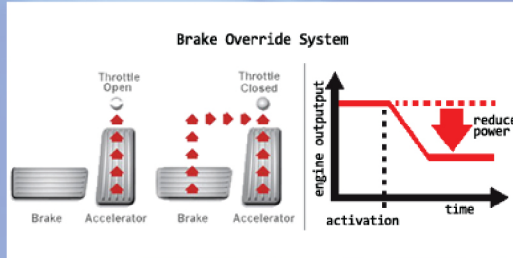 Brake Override System
Throttle
Open
Throttle
Closed
Brake
Accelerator
Brake
Accelerator
engine outputput
reduce
power
activation
time